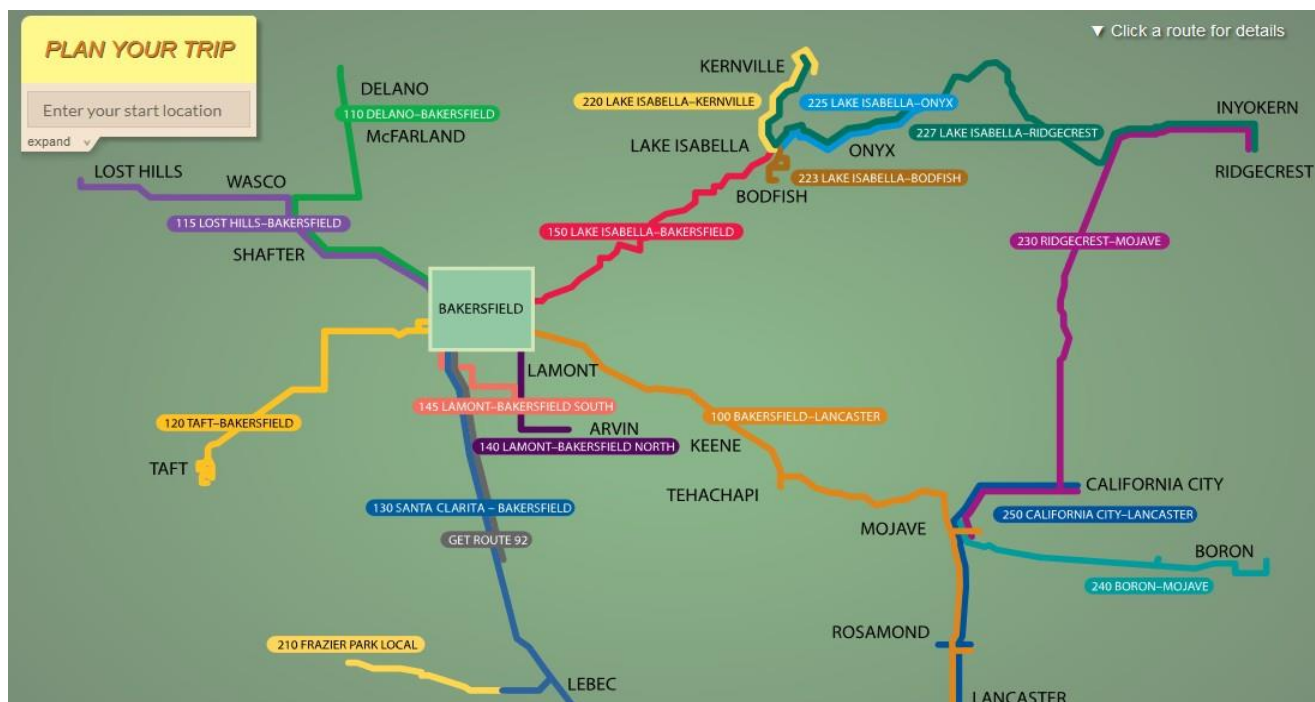 PLAN YOUR TRIP
Enter your start location
expand
▼ Click a route for details
KERNVILLE
DELANO
220 LAKE ISABELLA–KERNVILLE
225 LAKE ISABELLA–ONYX
INYOKERN
110 DELANO–BAKERSFIELD
McFARLAND
227 LAKE ISABELLA–RIDGECREST
LAKE ISABELLA
ONYX
LOST HILLS
WASCO
RIDGECREST
223 LAKE ISABELLA–BODFISH
BODFISH
115 LOST HILLS–BAKERSFIELD
150 LAKE ISABELLA–BAKERSFIELD
230 RIDGECREST–MOJAVE
SHAFTER
BAKERSFIELD
LAMONT
145 LAMONT–BAKERSFIELD SOUTH
100 BAKERSFIELD–LANCASTER
120 TAFT–BAKERSFIELD
ARVIN
140 LAMONT–BAKERSFIELD NORTH
KEENE
TAFT
TEHACHAPI
CALIFORNIA CITY
130 SANTA CLARITA – BAKERSFIELD
250 CALIFORNIA CITY–LANCASTER
MOJAVE
GET ROUTE 92
BORON
240 BORON–MOJAVE
ROSAMOND
210 FRAZIER PARK LOCAL
LEBEC
LANCASTER